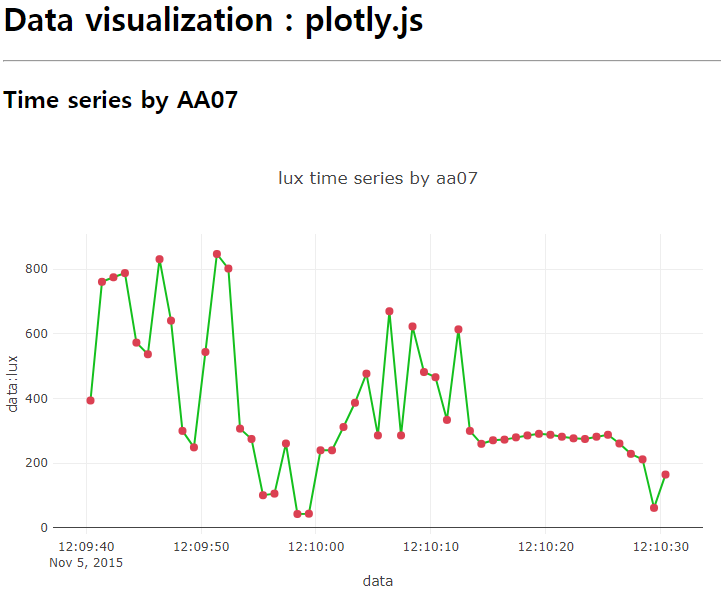 Data visualization : plotly.js
Time series by AA07
lux time series by aa07
800
600
400
200
0
data:lux
12:09:40 12:09:50 12:10:00 12:10:10 12:10:20 12:10:30
Nov 5, 2015
data